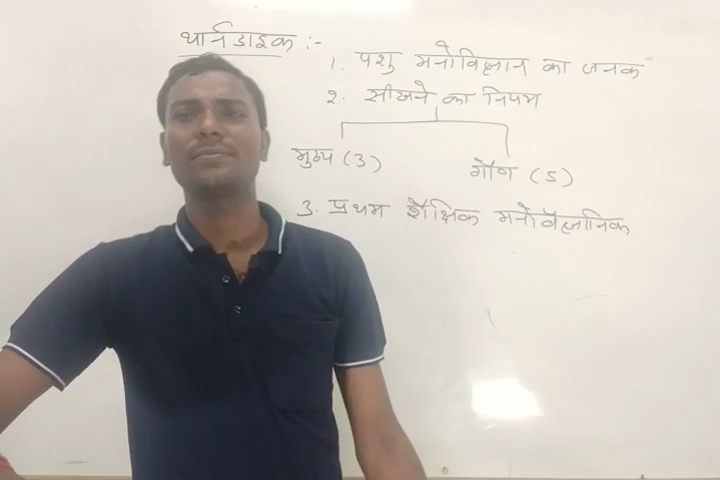 थार्नडाइक :-
1. पशु मनोविज्ञान का जनक
2. सीखने का नियम
मुख्य (3) गौण (5)
3. प्रथम शैक्षिक मनोवैज्ञानिक